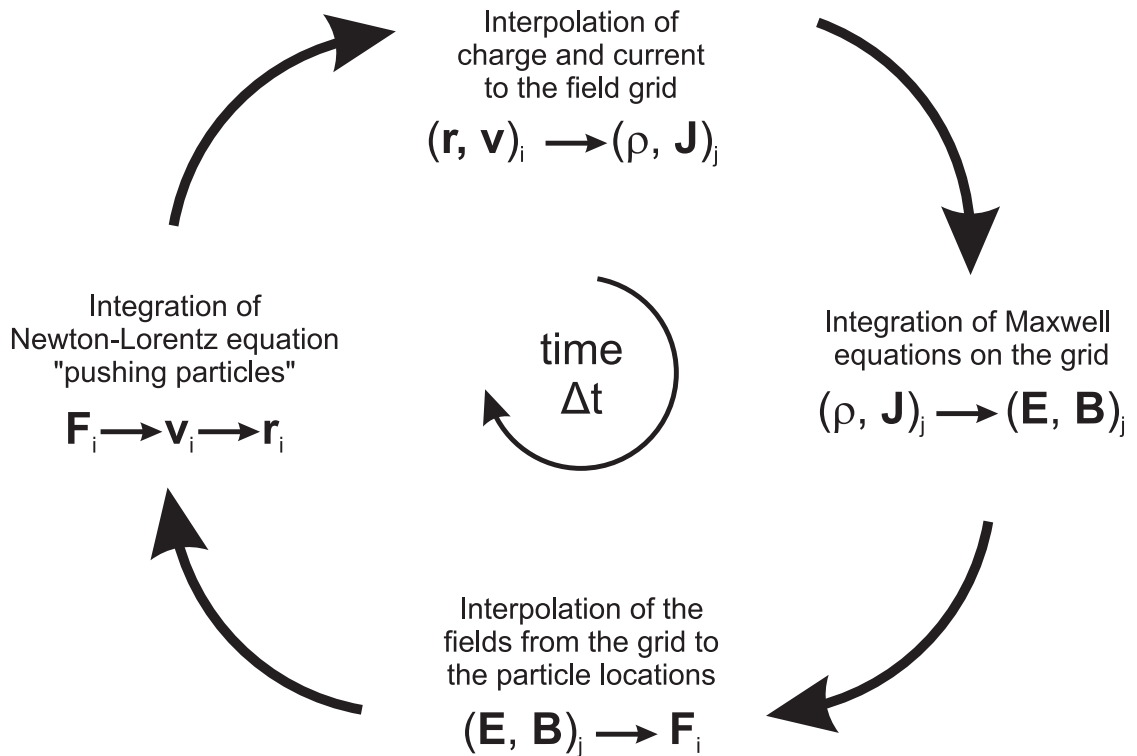 Interpolation of
charge and current
to the field grid
(r, v)i → (ρ, J)j
Integration of Maxwell
equations on the grid
(ρ, J)j → (E, B)j
Interpolation of the
fields from the grid to
the particle locations
(E, B)j → Fi
Integration of
Newton-Lorentz equation
"pushing particles"
Fi → vi → ri
time
Δt